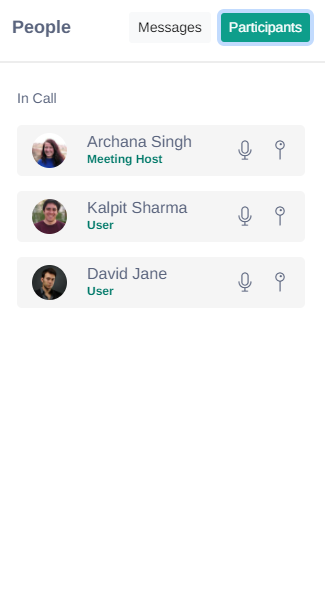 People
Messages
Participants
In Call
Archana Singh
Meeting Host
Kalpit Sharma
User
David Jane
User